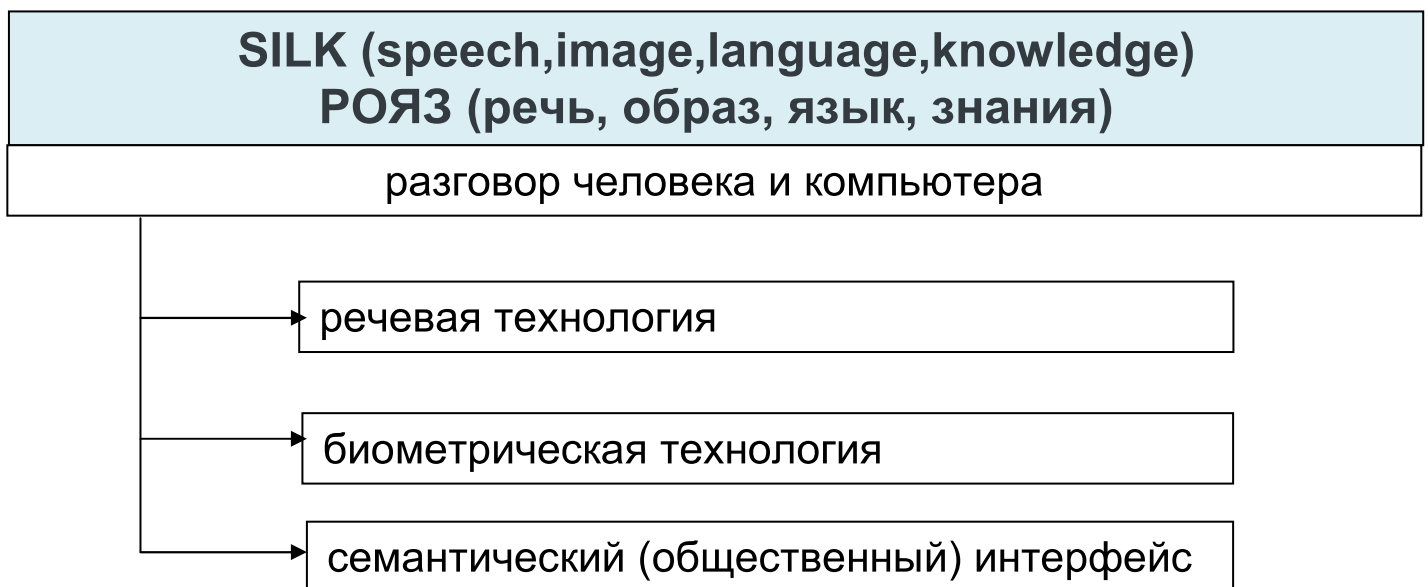 SILK (speech,image,language,knowledge)
РОЯЗ (речь, образ, язык, знания)
разговор человека и компьютера
речевая технология
биометрическая технология
семантический (общественный) интерфейс